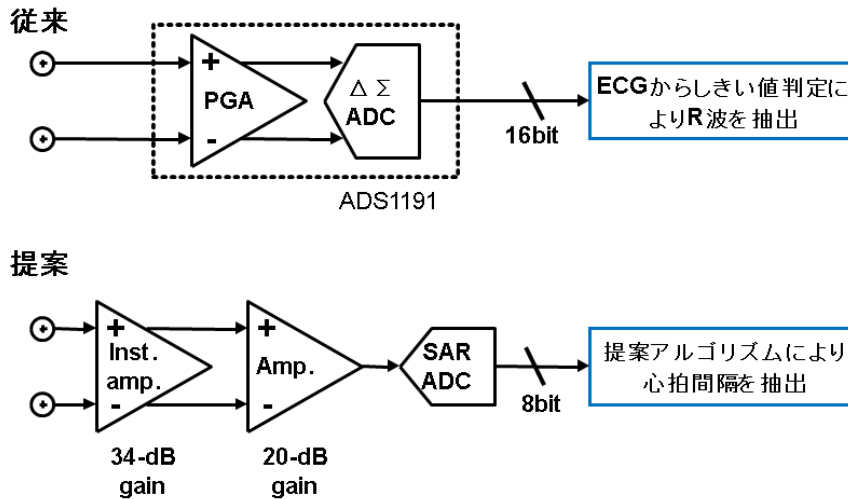 従来
+
PGA
-
ΔΣ
ADC
16bit
ECGからしきい値判定に
よりR波を抽出
ADS1191
提案
+
Inst.
amp.
-
34-dB
gain
+
Amp.
-
20-dB
gain
SAR
ADC
8bit
提案アルゴリズムにより
心拍間隔を抽出